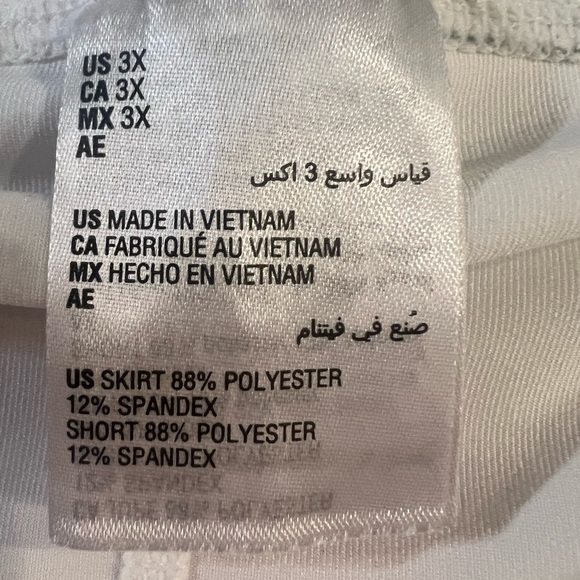 US 3X
CA 3X
MX 3X
AE
قياس واسع 3 اكس
US MADE IN VIETNAM
CA FABRIQUÉ AU VIETNAM
MX HECHO EN VIETNAM
AE
صُنع في فيتنام
US SKIRT 88% POLYESTER
12% SPANDEX
SHORT 88% POLYESTER
12% SPANDEX